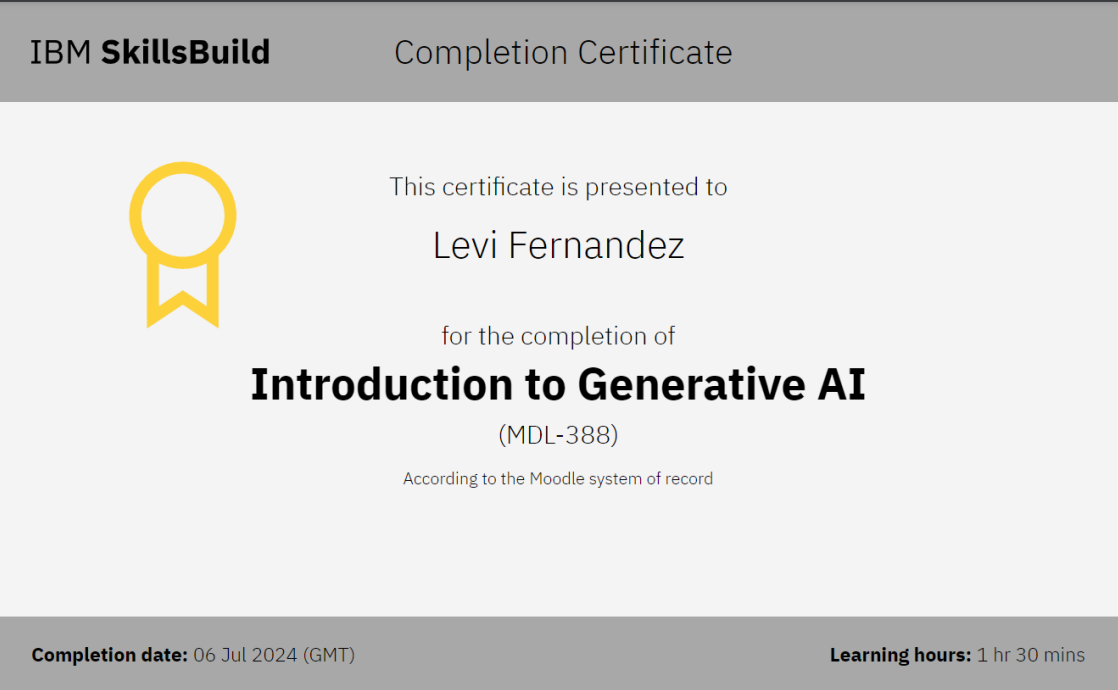 IBM SkillsBuild
Completion Certificate
This certificate is presented to
Levi Fernandez
for the completion of
Introduction to Generative AI
(MDL-388)
According to the Moodle system of record
Completion date: 06 Jul 2024 (GMT)
Learning hours: 1 hr 30 mins